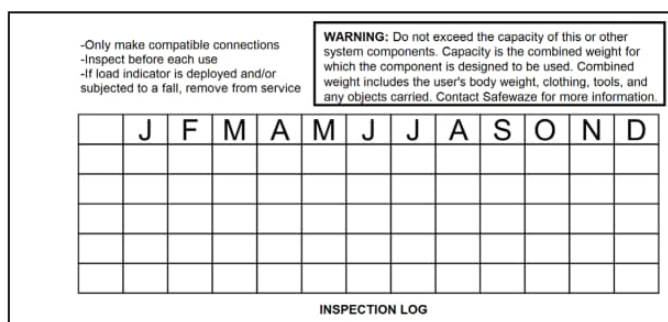 -Only make compatible connections
-Inspect before each use
-If load indicator is deployed and/or
subjected to a fall, remove from service
WARNING: Do not exceed the capacity of this or other
system components. Capacity is the combined weight for
which the component is designed to be used. Combined
weight includes the user's body weight, clothing, tools, and
any objects carried. Contact Safewaze for more information.
J F M A M J J A S O N D
INSPECTION LOG